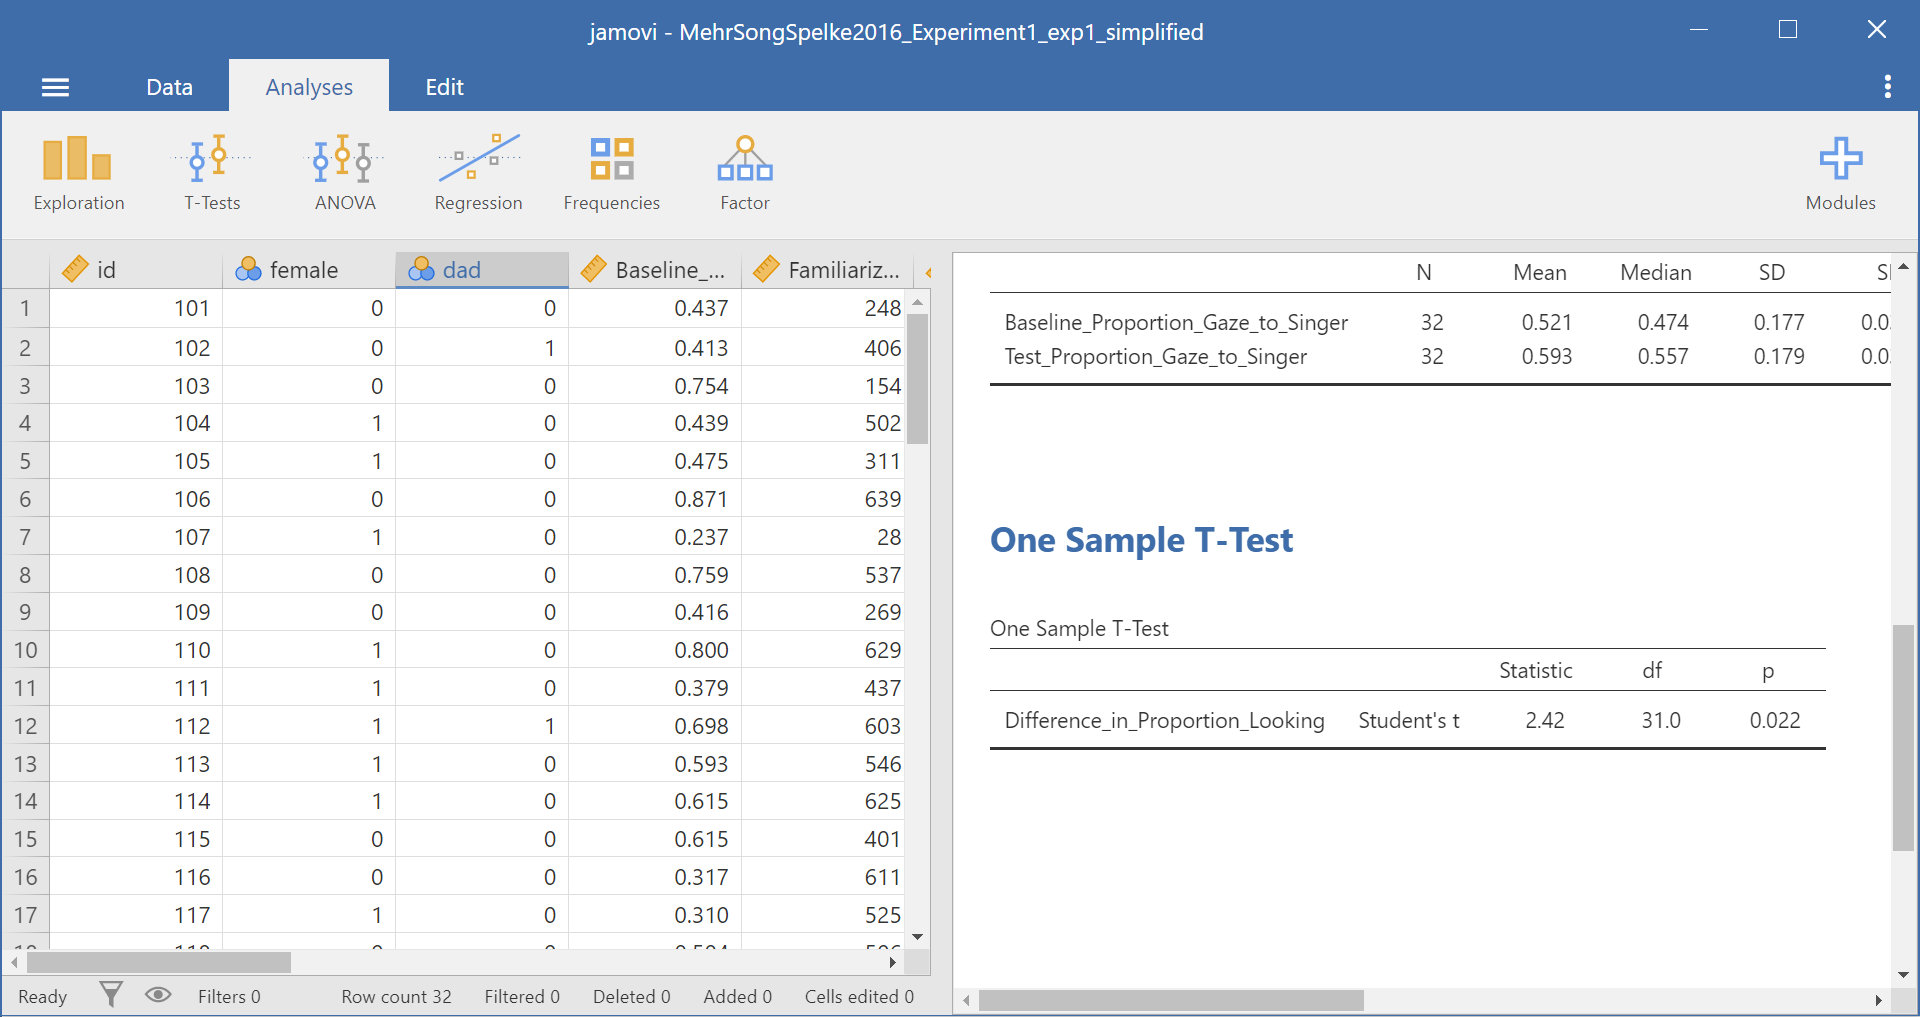 jamovi - MehrSongSpelke2016_Experiment1_exp1_simplified
Data Analyses Edit
Exploration T-Tests ANOVA Regression Frequencies Factor Modules
id female dad Baseline_... Familiariz...
1 101 0 0 0.437 248
2 102 0 1 0.413 406
3 103 0 0 0.754 154
4 104 1 0 0.439 502
5 105 1 0 0.475 311
6 106 0 0 0.871 639
7 107 1 0 0.237 28
8 108 0 0 0.759 537
9 109 0 0 0.416 269
10 110 1 0 0.800 629
11 111 1 0 0.379 437
12 112 1 1 0.698 603
13 113 1 0 0.593 546
14 114 1 0 0.615 625
15 115 0 0 0.615 401
16 116 0 0 0.317 611
17 117 1 0 0.310 525
Ready Filters 0 Row count 32 Filtered 0 Deleted 0 Added 0 Cells edited 0
N Mean Median SD
Baseline_Proportion_Gaze_to_Singer 32 0.521 0.474 0.177 0.0
Test_Proportion_Gaze_to_Singer 32 0.593 0.557 0.179 0.0
One Sample T-Test
One Sample T-Test
Statistic df p
Difference_in_Proportion_Looking Student's t 2.42 31.0 0.022